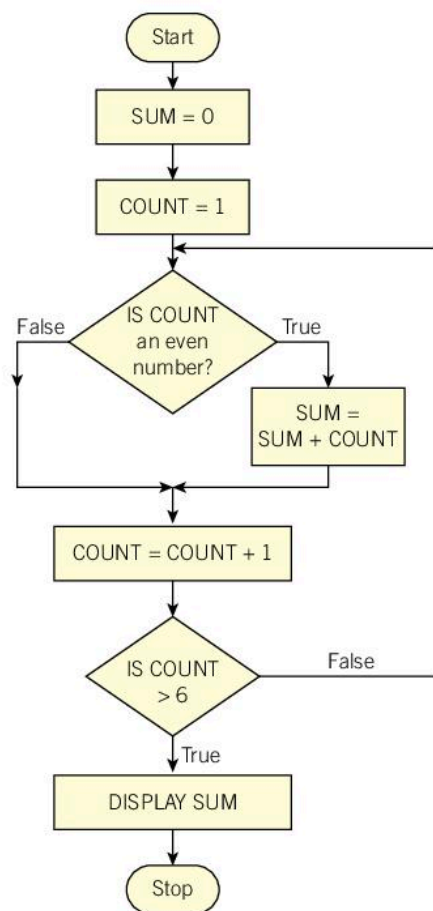 Start
SUM = 0
COUNT = 1
IS COUNT
an even
number?
False
True
SUM =
SUM + COUNT
COUNT = COUNT + 1
IS COUNT
> 6
False
True
DISPLAY SUM
Stop